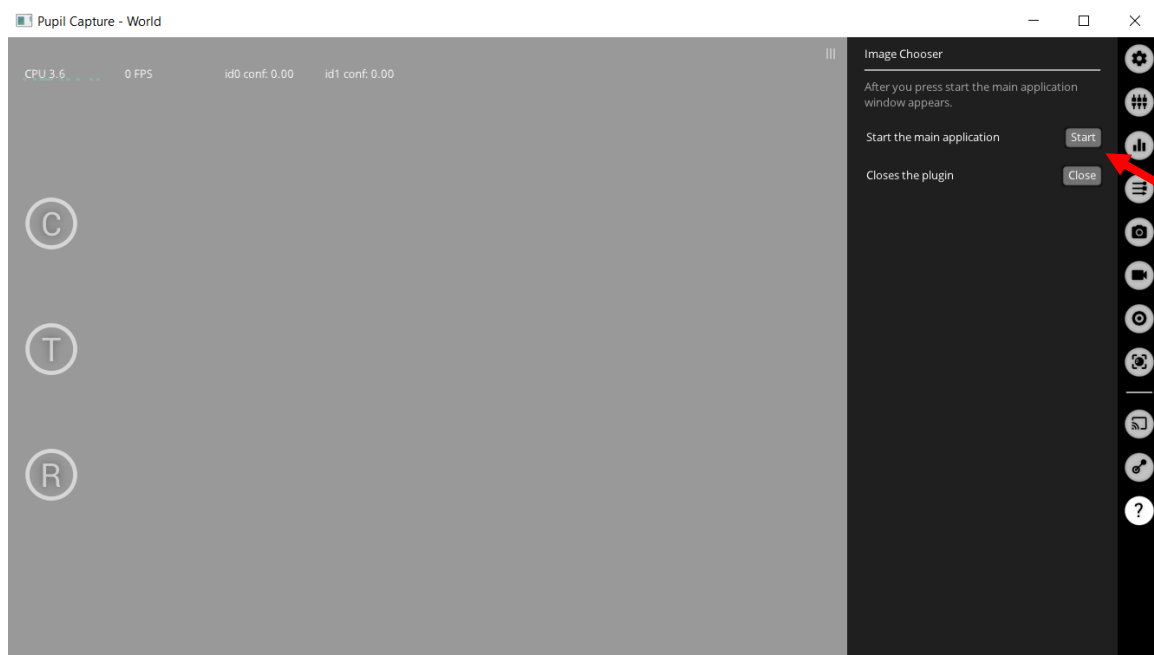 Pupil Capture - World
CPU 3.6 0 FPS id0 conf: 0.00 id1 conf: 0.00
C
T
R
Image Chooser
After you press start the main application
window appears.
Start the main application Start
Closes the plugin Close
?